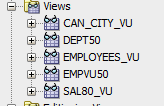 Views
CAN_CITY_VU
DEPT50
EMPLOYEES_VU
EMPVU50
SAL80_VU